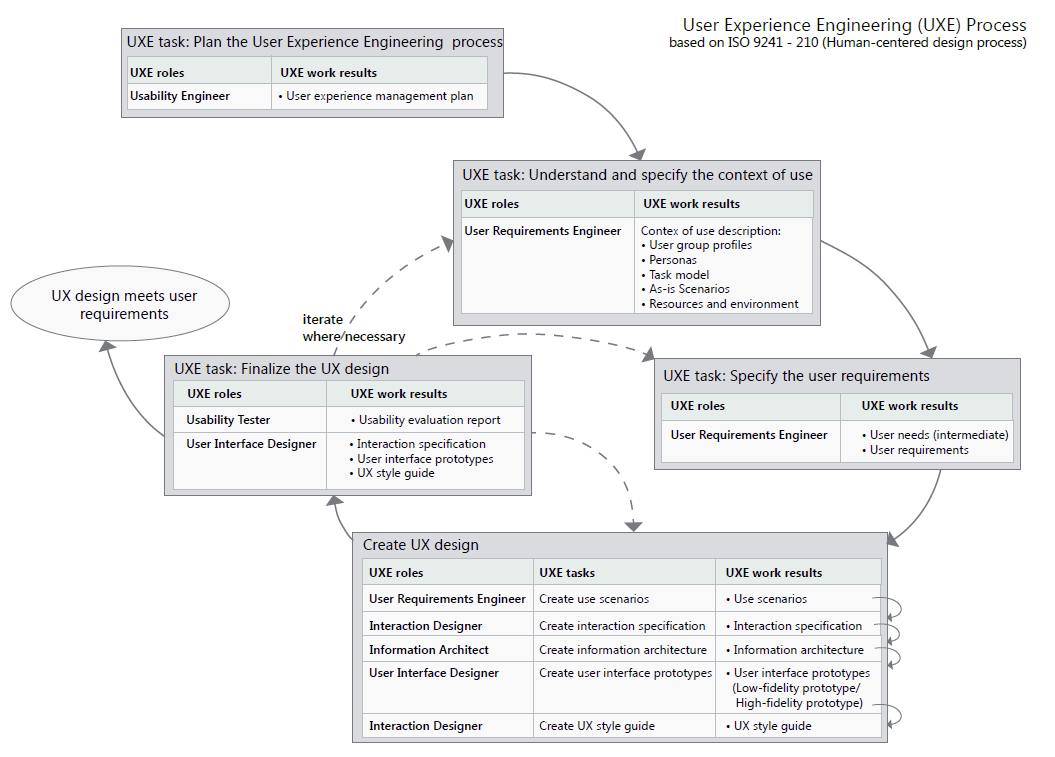 User Experience Engineering (UXE) Process
based on ISO 9241 - 210 (Human-centered design process)
UXE task: Plan the User Experience Engineering process
UXE roles
UXE work results
Usability Engineer
• User experience management plan
UXE task: Understand and specify the context of use
UXE roles
UXE work results
User Requirements Engineer
Contex of use description:
• User group profiles
• Personas
• Task model
• As-is Scenarios
• Resources and environment
UX design meets user
requirements
iterate
where/necessary
UXE task: Finalize the UX design
UXE roles
UXE work results
Usability Tester
• Usability evaluation report
User Interface Designer
• Interaction specification
• User interface prototypes
• UX style guide
UXE task: Specify the user requirements
UXE roles
UXE work results
User Requirements Engineer
• User needs (intermediate)
• User requirements
Create UX design
UXE roles
UXE tasks
UXE work results
User Requirements Engineer
Create use scenarios
• Use scenarios
Interaction Designer
Create interaction specification
• Interaction specification
Information Architect
Create information architecture
• Information architecture
User Interface Designer
Create user interface prototypes
• User interface prototypes
(Low-fidelity prototype/
High-fidelity prototype)
Interaction Designer
Create UX style guide
• UX style guide